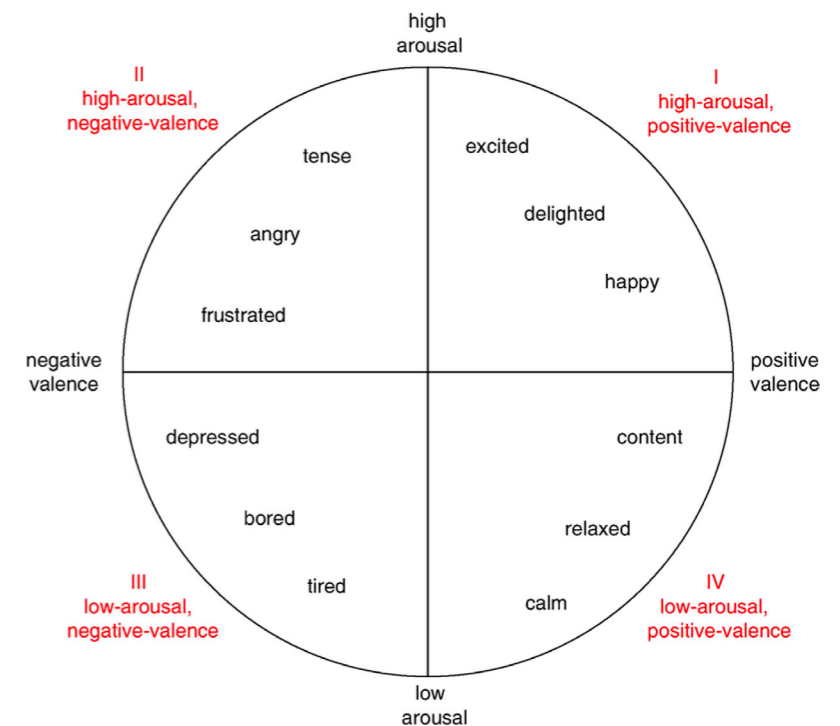 high
arousal
II
high-arousal,
negative-valence
I
high-arousal,
positive-valence
tense
excited
delighted
angry
happy
frustrated
negative
valence
positive
valence
depressed
content
bored
relaxed
tired
calm
III
low-arousal,
negative-valence
IV
low-arousal,
positive-valence
low
arousal